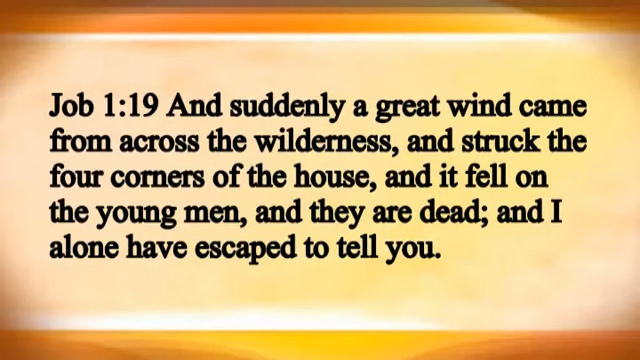 Job 1:19 And suddenly a great wind came
from across the wilderness, and struck the
four corners of the house, and it fell on
the young men, and they are dead; and I
alone have escaped to tell you.